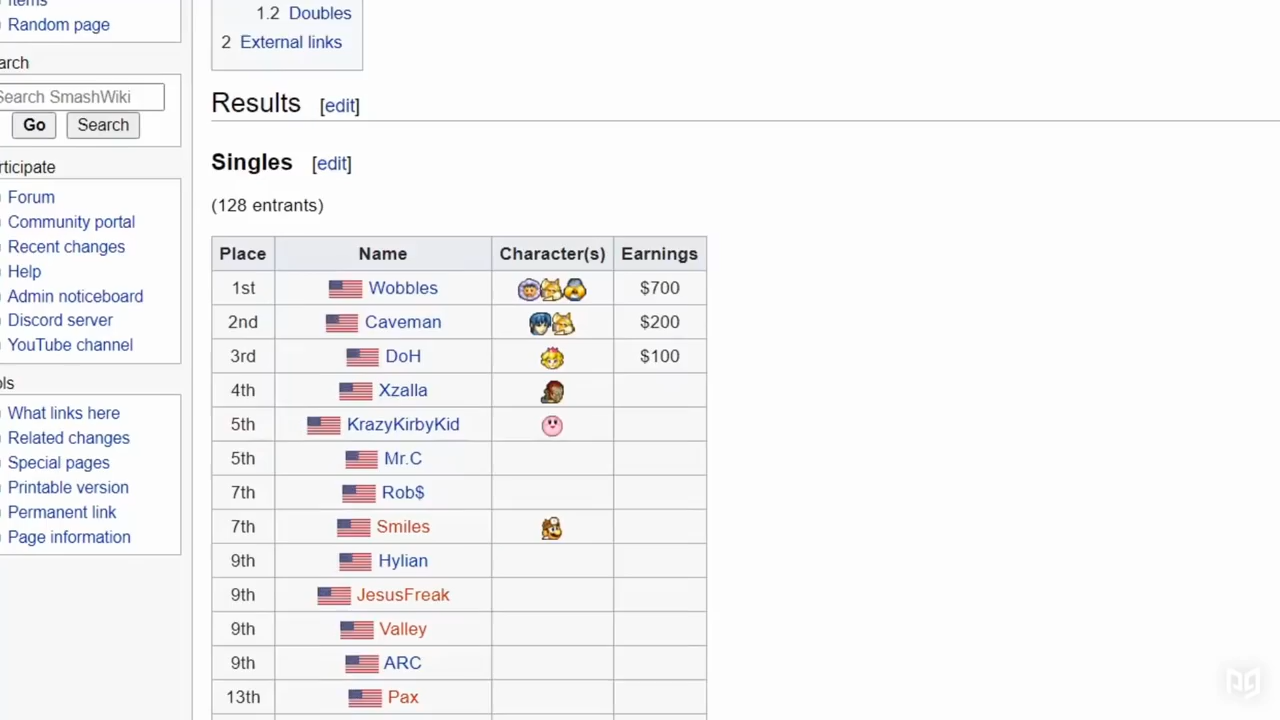 Items
Random page
arch
Search SmashWiki
Go Search
rticipate
Forum
Community portal
Recent changes
Help
Admin noticeboard
Discord server
YouTube channel
ols
What links here
Related changes
Special pages
Printable version
Permanent link
Page information
1.2 Doubles
2 External links
Results [edit]
Singles [edit]
(128 entrants)
Place Name Character(s) Earnings
1st Wobbles $700
2nd Caveman $200
3rd DoH $100
4th Xzalla
5th KrazyKirbyKid
5th Mr.C
7th Rob$
7th Smiles
9th Hylian
9th JesusFreak
9th Valley
9th ARC
13th Pax